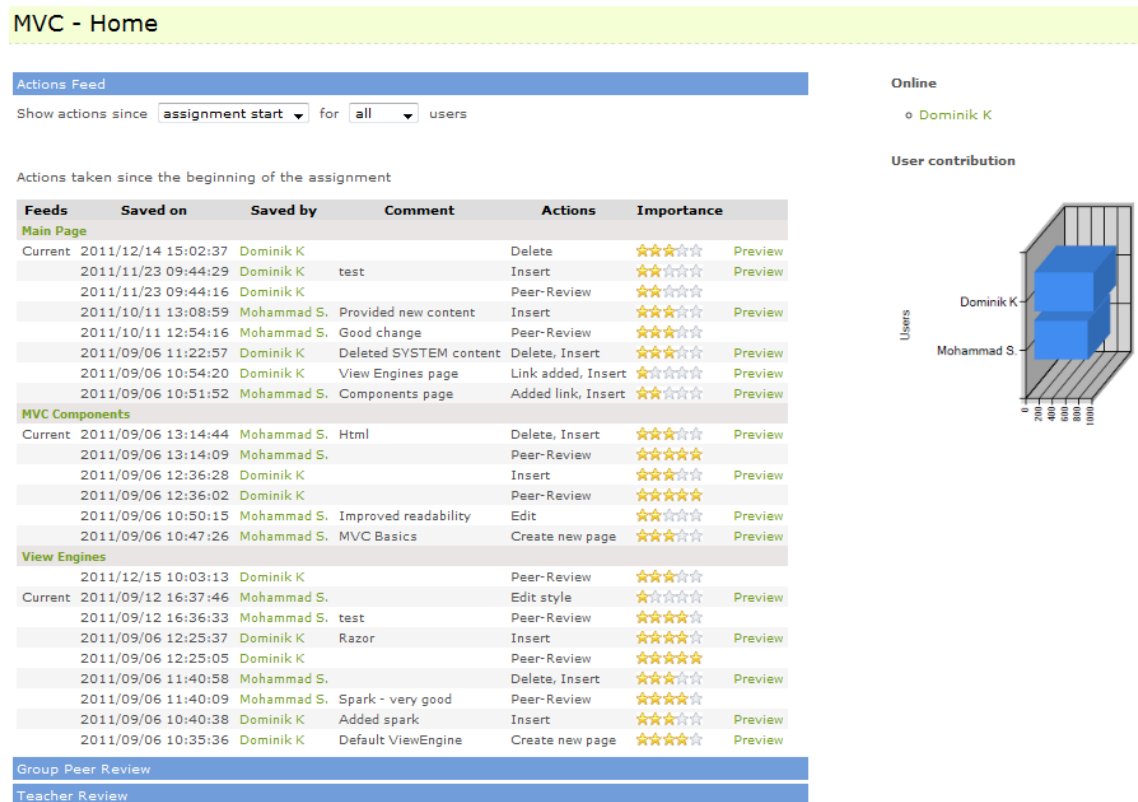 MVC - Home
Actions Feed
Show actions since assignment start for all users
Actions taken since the beginning of the assignment
Feeds Saved on Saved by Comment Actions Importance
Main Page
Current 2011/12/14 15:02:37 Dominik K Delete Preview
2011/11/23 09:44:29 Dominik K test Insert Preview
2011/11/23 09:44:16 Dominik K Peer-Review
2011/10/11 13:08:59 Mohammad S. Provided new content Insert Preview
2011/10/11 12:54:16 Mohammad S. Good change Peer-Review
2011/09/06 11:22:57 Dominik K Deleted SYSTEM content Delete, Insert Preview
2011/09/06 10:54:20 Dominik K View Engines page Link added, Insert Preview
2011/09/06 10:51:52 Mohammad S. Components page Added link, Insert Preview
MVC Components
Current 2011/09/06 13:14:44 Mohammad S. Html Delete, Insert Preview
2011/09/06 13:14:09 Mohammad S. Peer-Review
2011/09/06 12:36:28 Dominik K Insert Preview
2011/09/06 12:36:02 Dominik K Peer-Review
2011/09/06 10:50:15 Mohammad S. Improved readability Edit Preview
2011/09/06 10:47:26 Mohammad S. MVC Basics Create new page Preview
View Engines
2011/12/15 10:03:13 Dominik K Peer-Review
Current 2011/09/12 16:37:46 Mohammad S. Edit style Preview
2011/09/12 16:36:33 Mohammad S. test Peer-Review
2011/09/06 12:25:37 Dominik K Razor Insert Preview
2011/09/06 12:25:05 Dominik K Peer-Review
2011/09/06 11:40:58 Mohammad S. Delete, Insert Preview
2011/09/06 11:40:09 Mohammad S. Spark - very good Peer-Review
2011/09/06 10:40:38 Dominik K Added spark Insert Preview
2011/09/06 10:35:36 Dominik K Default ViewEngine Create new page Preview
Group Peer Review
Teacher Review
Online
Dominik K
User contribution
Users
Dominik K
Mohammad S.
0 200 400 600 800 1000